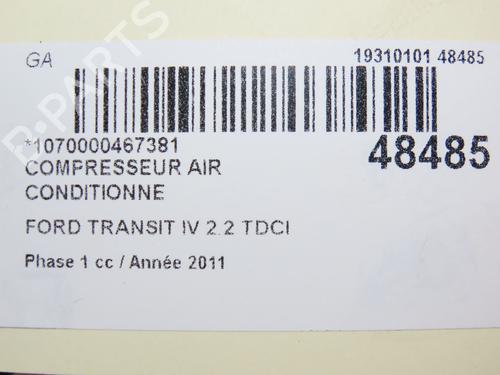 GA
19310101 48485
*1070000467381
48485
COMPRESSEUR AIR
CONDITIONNE
FORD TRANSIT IV 2.2 TDCI
Phase 1 cc / Année 2011
B-PARTS